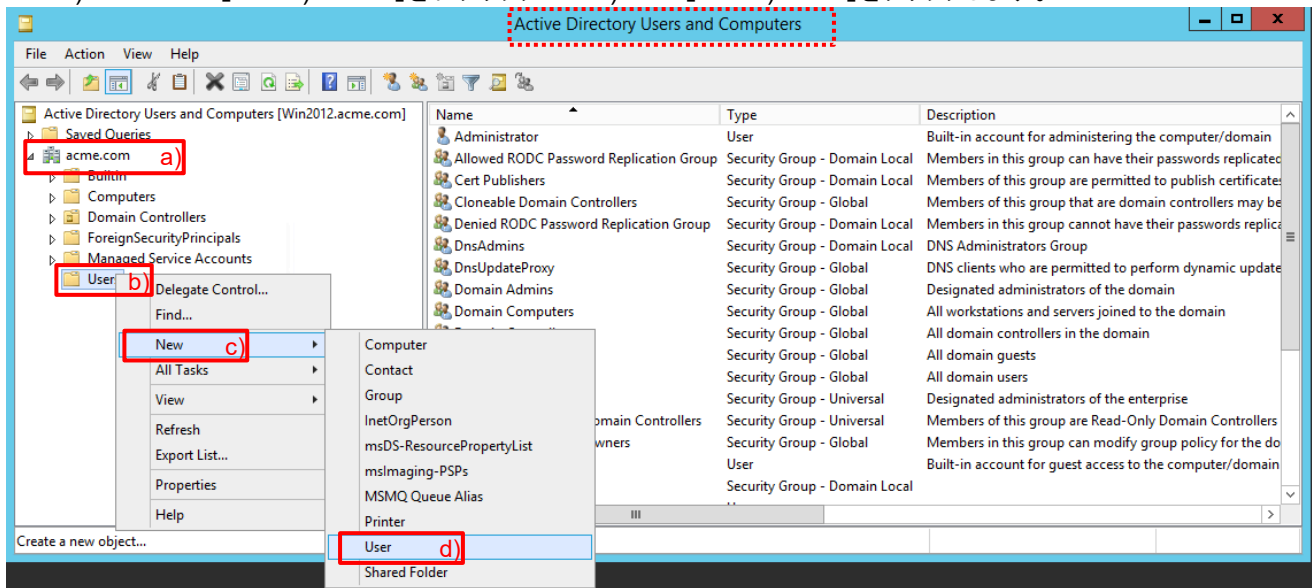 Active Directory Users and Computers
File Action View Help
Active Directory Users and Computers [Win2012.acme.com]
Saved Queries
acme.com a)
Builtin
Computers
Domain Controllers
ForeignSecurityPrincipals
Managed Service Accounts
User b)
Delegate Control...
Find...
New c)
All Tasks
View
Refresh
Export List...
Properties
Help
Computer
Contact
Group
InetOrgPerson
msDS-ResourcePropertyList
msImaging-PSPs
MSMQ Queue Alias
Printer
User d)
Shared Folder
Name Type Description
Administrator User Built-in account for administering the computer/domain
Allowed RODC Password Replication Group Security Group - Domain Local Members in this group can have their passwords replicated
Cert Publishers Security Group - Domain Local Members of this group are permitted to publish certificates
Cloneable Domain Controllers Security Group - Global Members of this group that are domain controllers may be
Denied RODC Password Replication Group Security Group - Domain Local Members in this group cannot have their passwords replica
DnsAdmins Security Group - Domain Local DNS Administrators Group
DnsUpdateProxy Security Group - Global DNS clients who are permitted to perform dynamic update
Domain Admins Security Group - Global Designated administrators of the domain
Domain Computers Security Group - Global All workstations and servers joined to the domain
Security Group - Global All domain controllers in the domain
Security Group - Global All domain guests
Security Group - Global All domain users
Security Group - Universal Designated administrators of the enterprise
omain Controllers Security Group - Universal Members of this group are Read-Only Domain Controllers
wners Security Group - Global Members in this group can modify group policy for the do
User Built-in account for guest access to the computer/domain
Security Group - Domain Local
Create a new object...